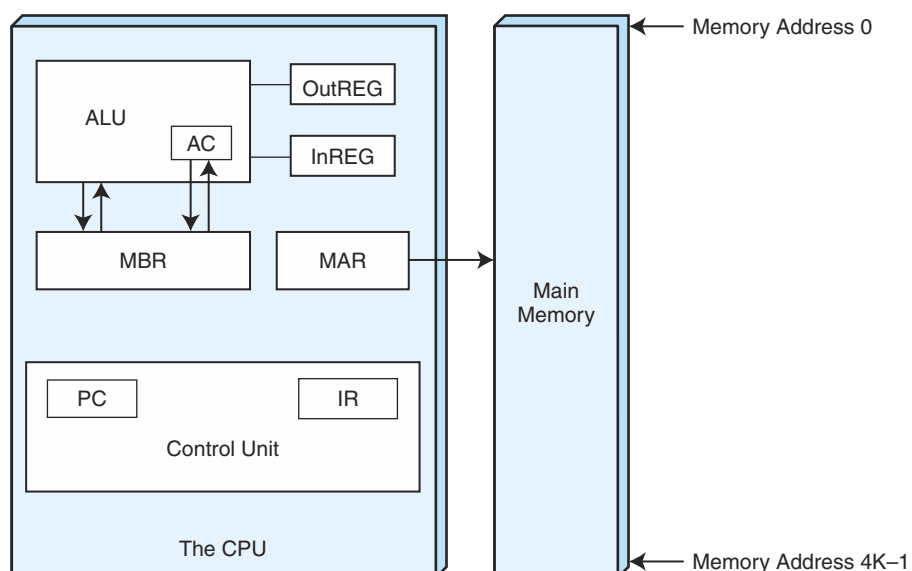 Memory Address 0
OutREG
ALU
AC
InREG
MBR
MAR
Main
Memory
PC
IR
Control Unit
The CPU
Memory Address 4K–1